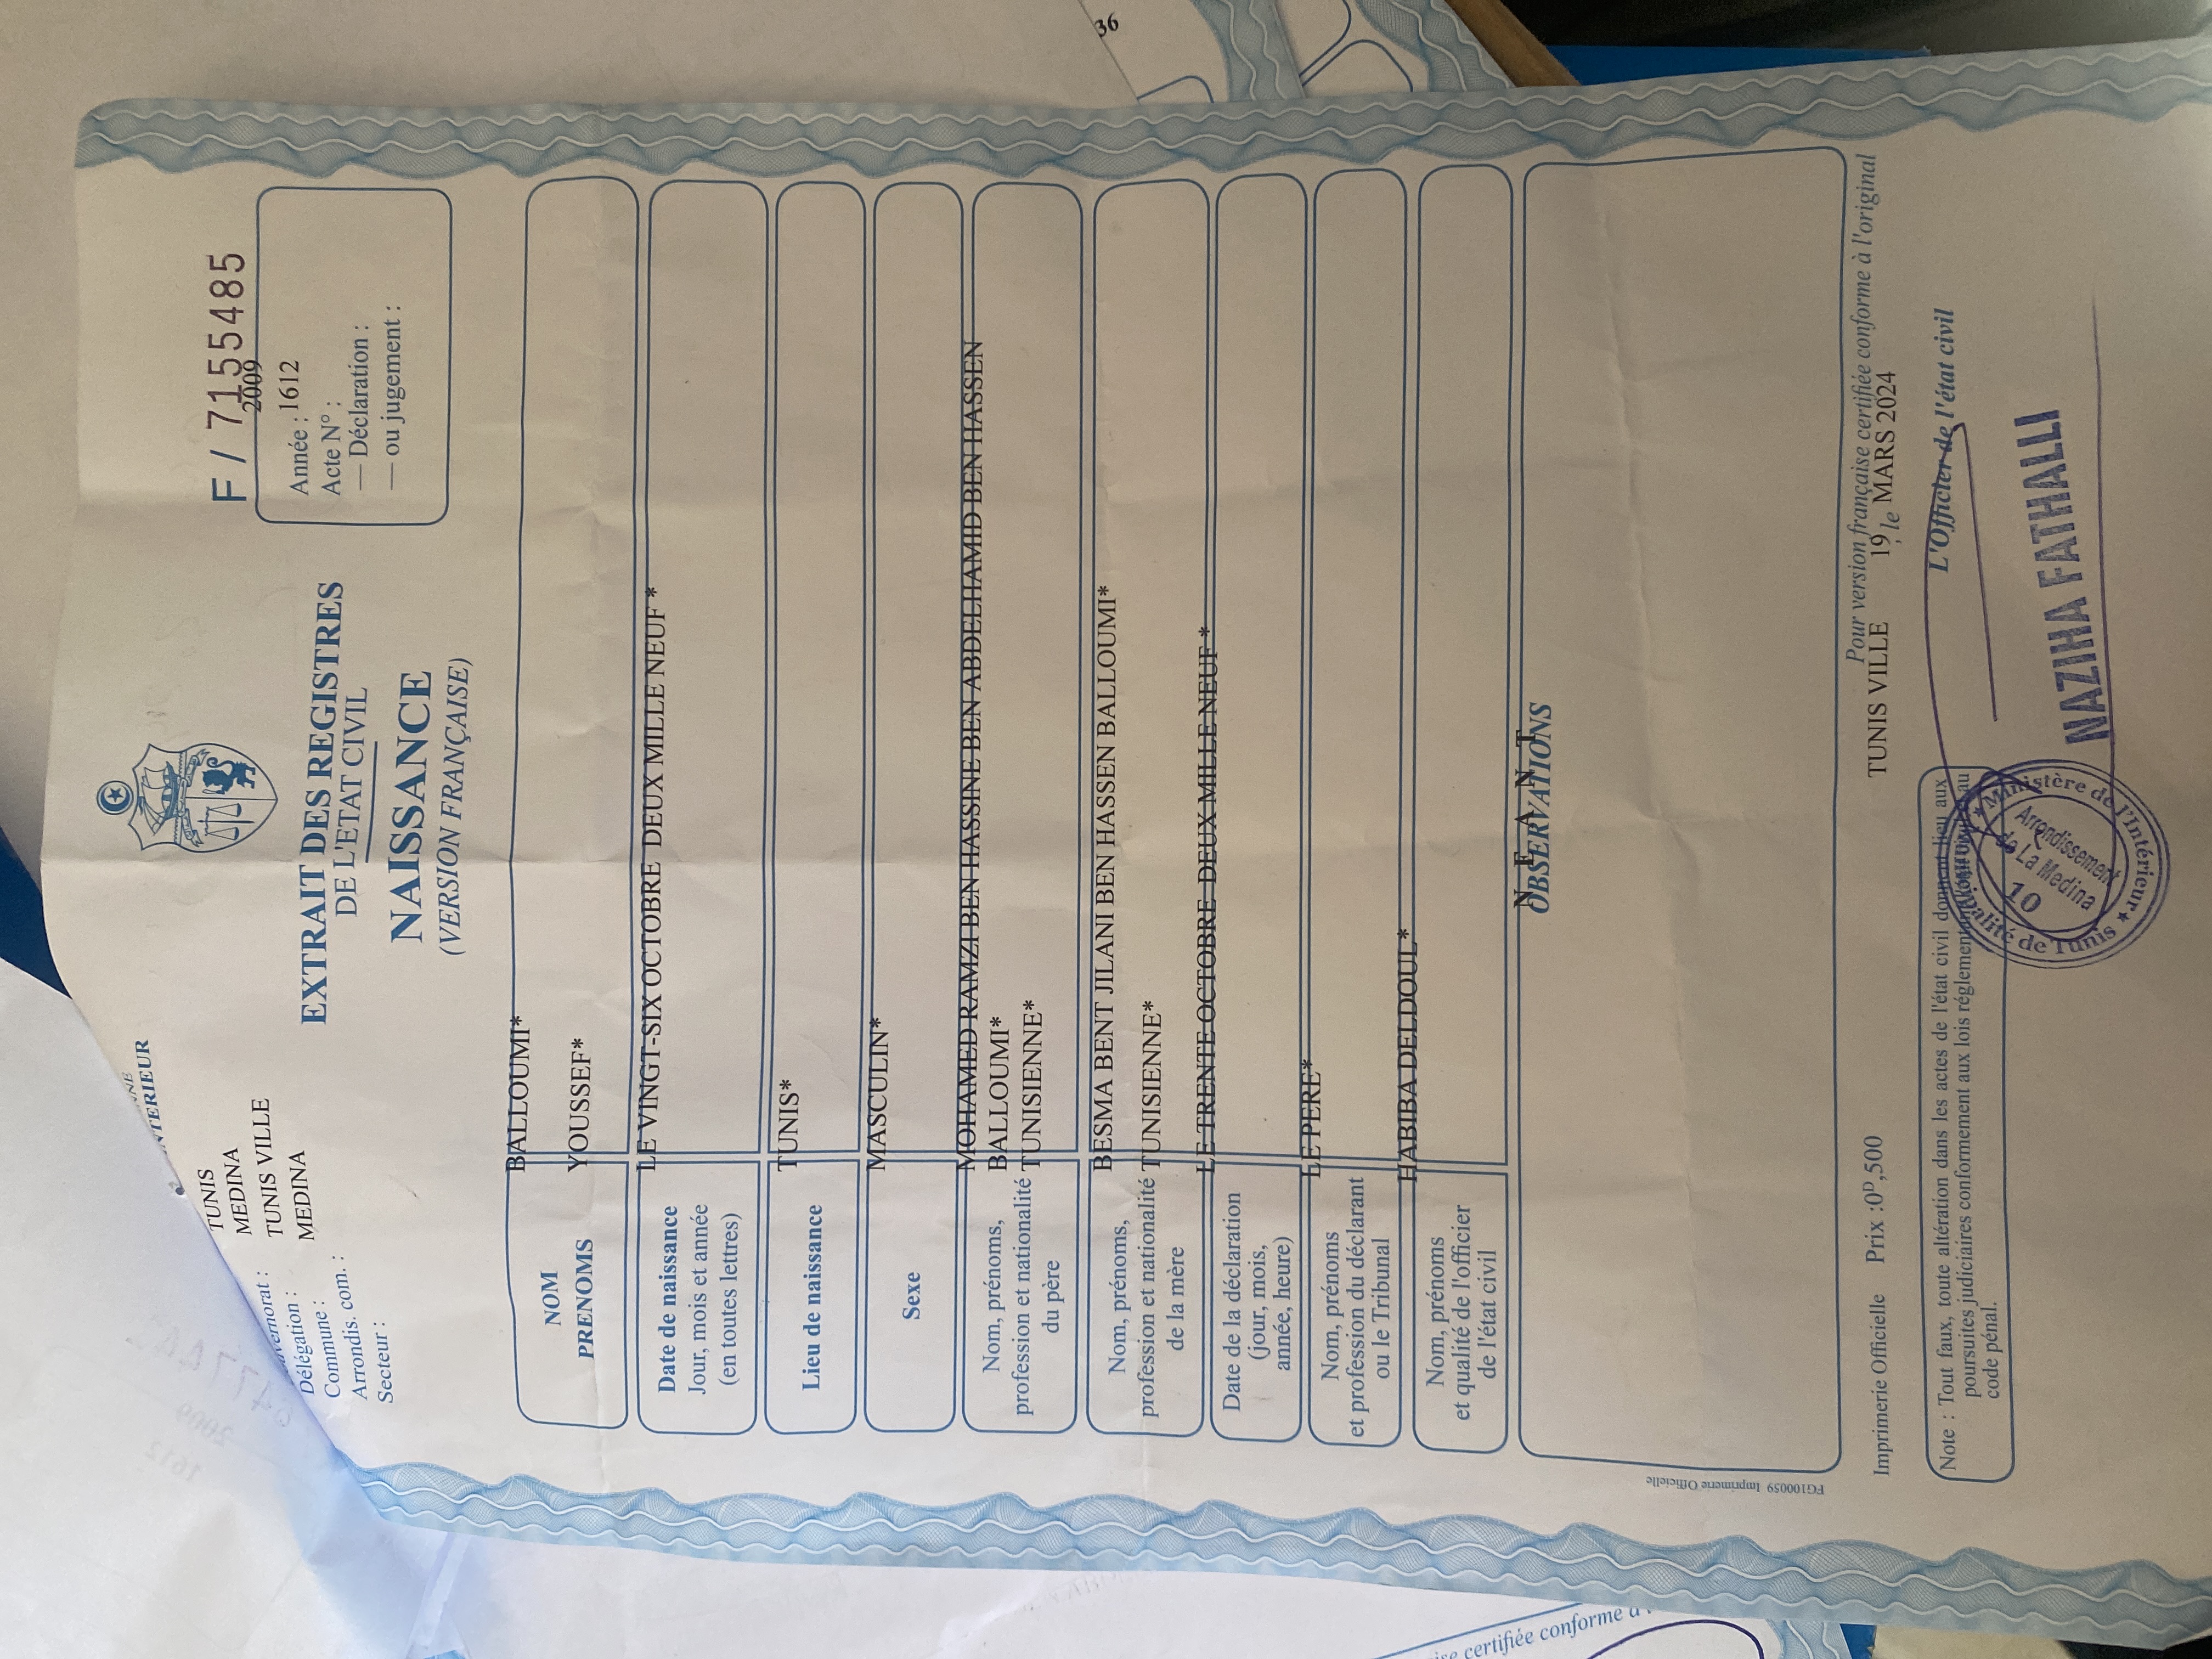 36
NTERIEUR
Gouvernorat : TUNIS
Délégation : MEDINA
Commune : TUNIS VILLE
Arrondis. com. : MEDINA
Secteur :
EXTRAIT DES REGISTRES
DE L'ETAT CIVIL
NAISSANCE
(VERSION FRANÇAISE)
F / 7155485
2009
Année : 1612
Acte N° :
— Déclaration :
— ou jugement :
NOM BALLOUMI*
PRENOMS YOUSSEF*
Date de naissance
Jour, mois et année
(en toutes lettres)
LE VINGT-SIX OCTOBRE DEUX MILLE NEUF *
Lieu de naissance TUNIS*
Sexe MASCULIN*
Nom, prénoms,
profession et nationalité
du père
MOHAMED RAMZI BEN HASSINE BEN ABDELHAMID BEN HASSEN
BALLOUMI*
TUNISIENNE*
Nom, prénoms,
profession et nationalité
de la mère
BESMA BENT JILANI BEN HASSEN BALLOUMI*
TUNISIENNE*
Date de la déclaration
(jour, mois,
année, heure)
LE TRENTE OCTOBRE DEUX MILLE NEUF *
Nom, prénoms
et profession du déclarant
ou le Tribunal
LE PERE*
Nom, prénoms
et qualité de l'officier
de l'état civil
HABIBA DELDOUL*
N E A N T
OBSERVATIONS
FG100059 Imprimerie Officielle
Pour version française certifiée conforme à l'original
TUNIS VILLE 19 , le MARS 2024
Imprimerie Officielle Prix :0ᴰ,500
L'Officier de l'état civil
NAZIHA FATHALLI
Note : Tout faux, toute altération dans les actes de l'état civil donnent lieu aux
poursuites judiciaires conformement aux lois réglementaires au
code pénal.
Ministère de l'Intérieur
Arrondissement
de La Medina
10
de Tunis
certifiée conforme à
1612
2009